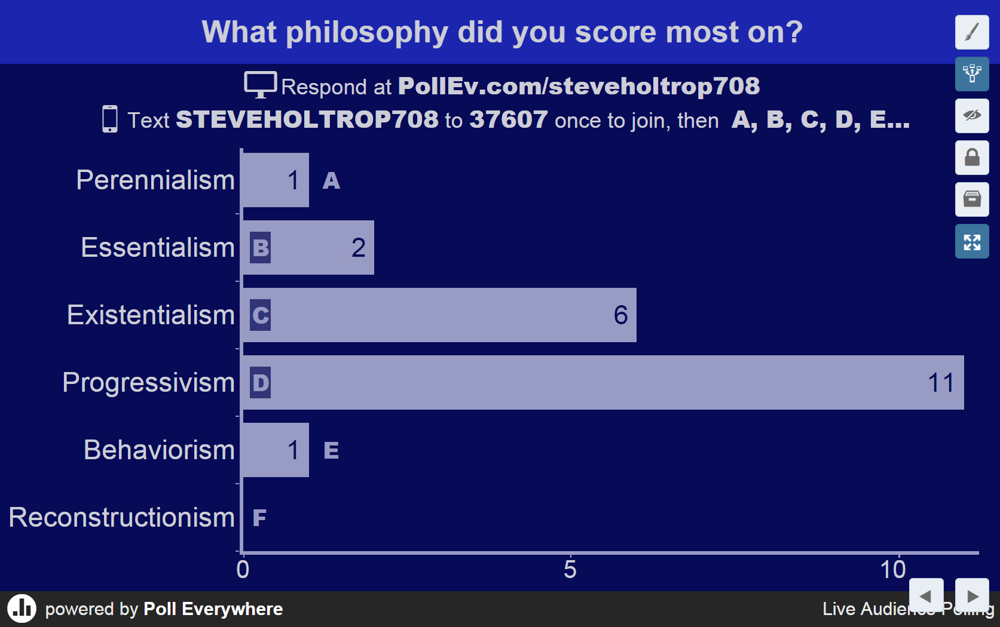 What philosophy did you score most on?
Respond at PollEv.com/steveholtrop708
Text STEVEHOLTROP708 to 37607 once to join, then A, B, C, D, E...
Perennialism 1 A
Essentialism B 2
Existentialism C 6
Progressivism D 11
Behaviorism 1 E
Reconstructionism F
0 5 10
powered by Poll Everywhere
Live Audience Polling